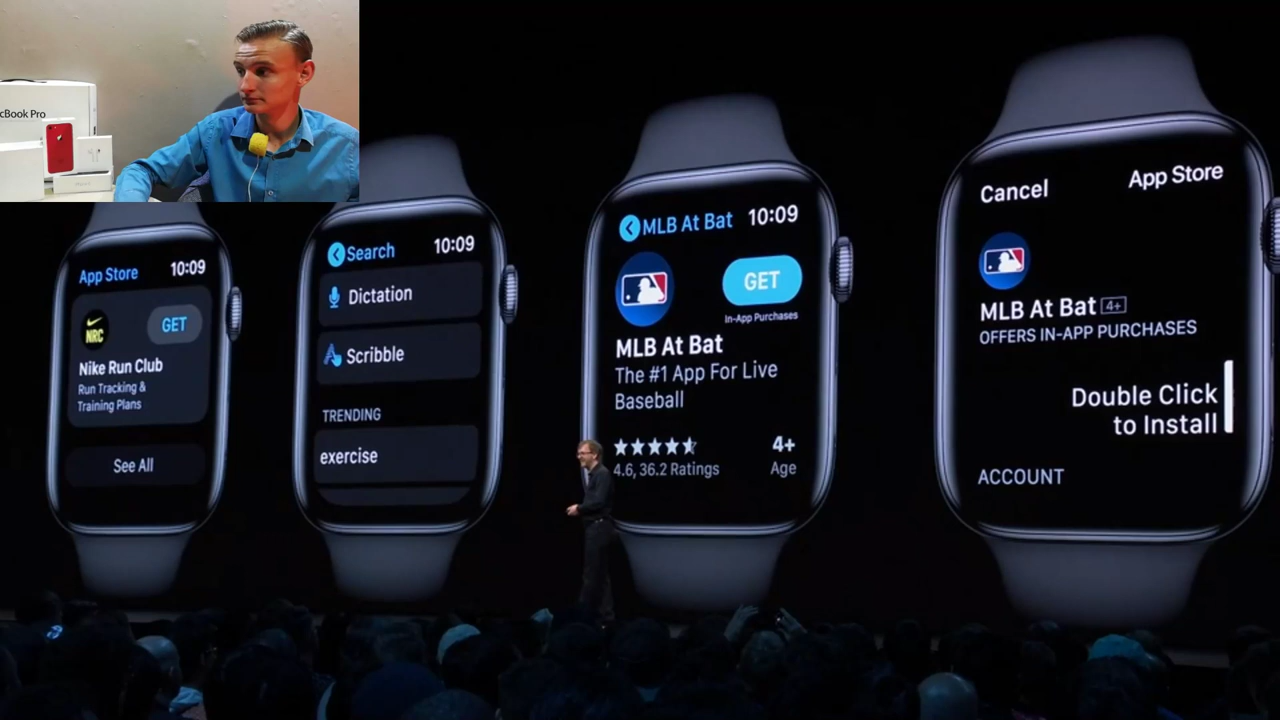 cBook Pro
App Store 10:09
NRC
GET
Nike Run Club
Run Tracking &
Training Plans
See All
Search 10:09
Dictation
Scribble
TRENDING
exercise
MLB At Bat 10:09
GET
In-App Purchases
MLB At Bat
The #1 App For Live
Baseball
4+
4.6, 36.2 Ratings
Age
Cancel App Store
MLB At Bat 4+
OFFERS IN-APP PURCHASES
Double Click
to Install
ACCOUNT